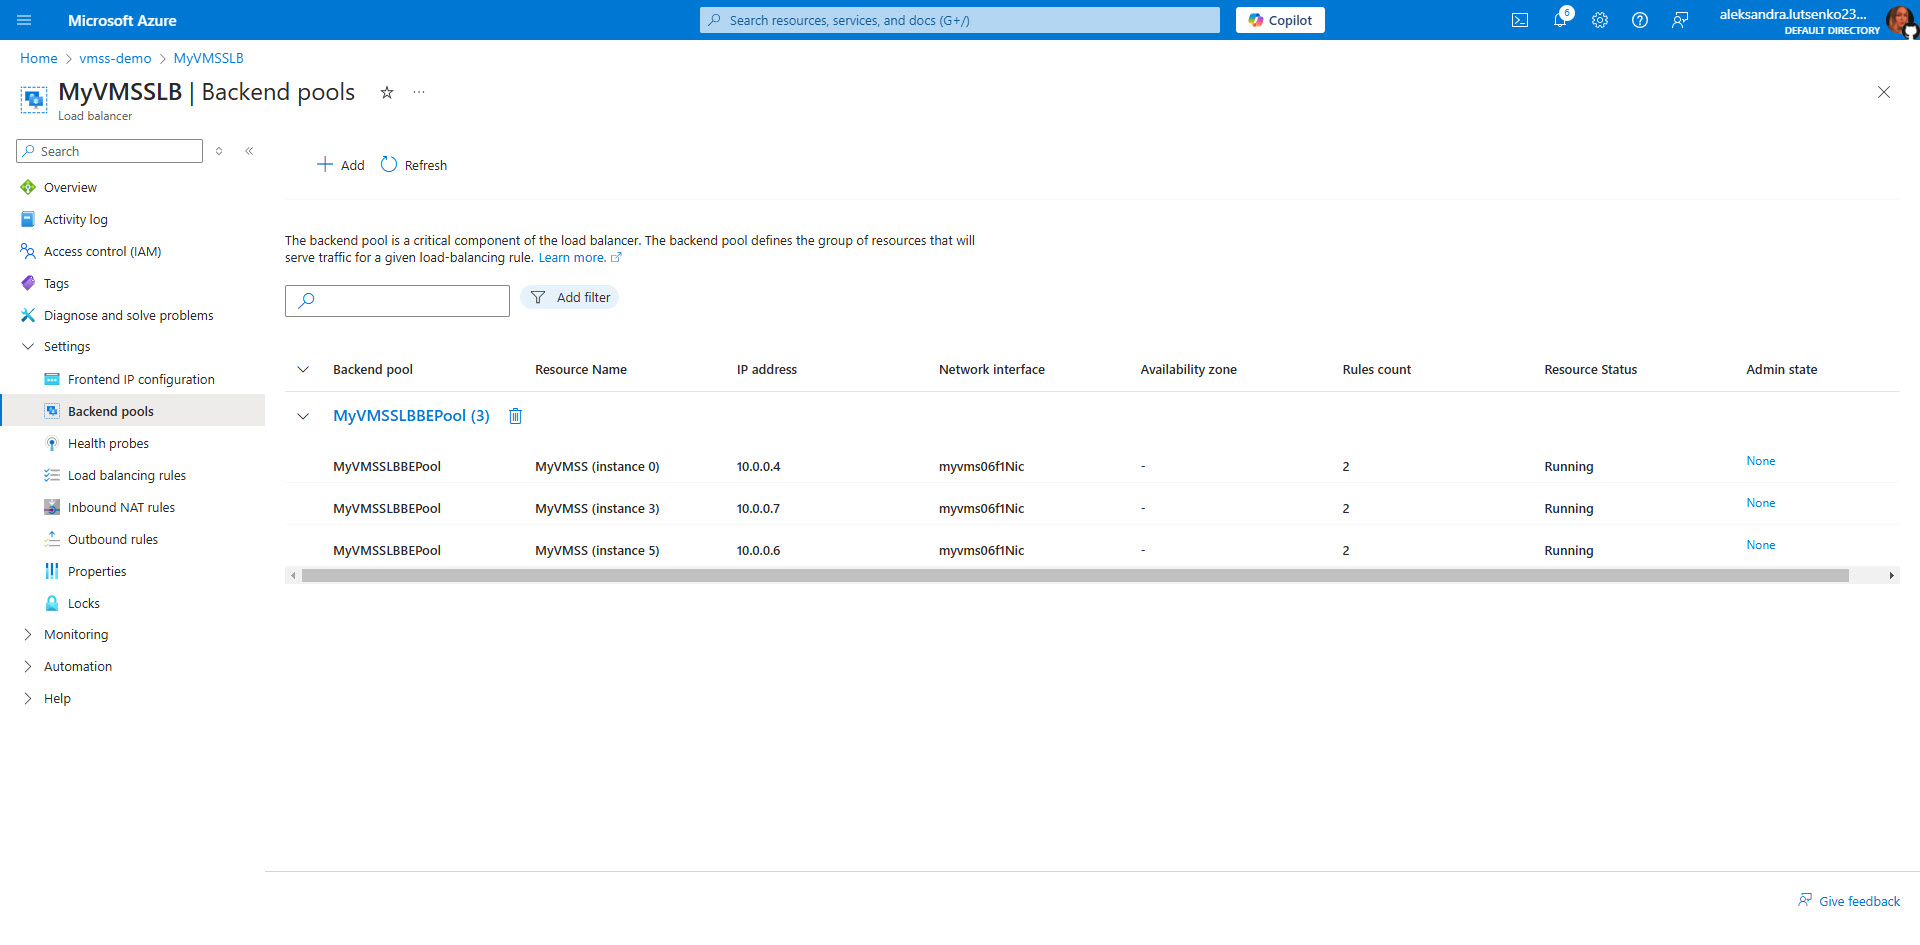 Microsoft Azure
Search resources, services, and docs (G+/)
Copilot
6
aleksandra.lutsenko23...
DEFAULT DIRECTORY
Home > vmss-demo > MyVMSSLB
MyVMSSLB | Backend pools
Load balancer
Search
Overview
Activity log
Access control (IAM)
Tags
Diagnose and solve problems
Settings
Frontend IP configuration
Backend pools
Health probes
Load balancing rules
Inbound NAT rules
Outbound rules
Properties
Locks
Monitoring
Automation
Help
Add Refresh
The backend pool is a critical component of the load balancer. The backend pool defines the group of resources that will
serve traffic for a given load-balancing rule. Learn more.
Add filter
Backend pool Resource Name IP address Network interface Availability zone Rules count Resource Status Admin state
MyVMSSLBBEPool (3)
MyVMSSLBBEPool MyVMSS (instance 0) 10.0.0.4 myvms06f1Nic - 2 Running None
MyVMSSLBBEPool MyVMSS (instance 3) 10.0.0.7 myvms06f1Nic - 2 Running None
MyVMSSLBBEPool MyVMSS (instance 5) 10.0.0.6 myvms06f1Nic - 2 Running None
Give feedback